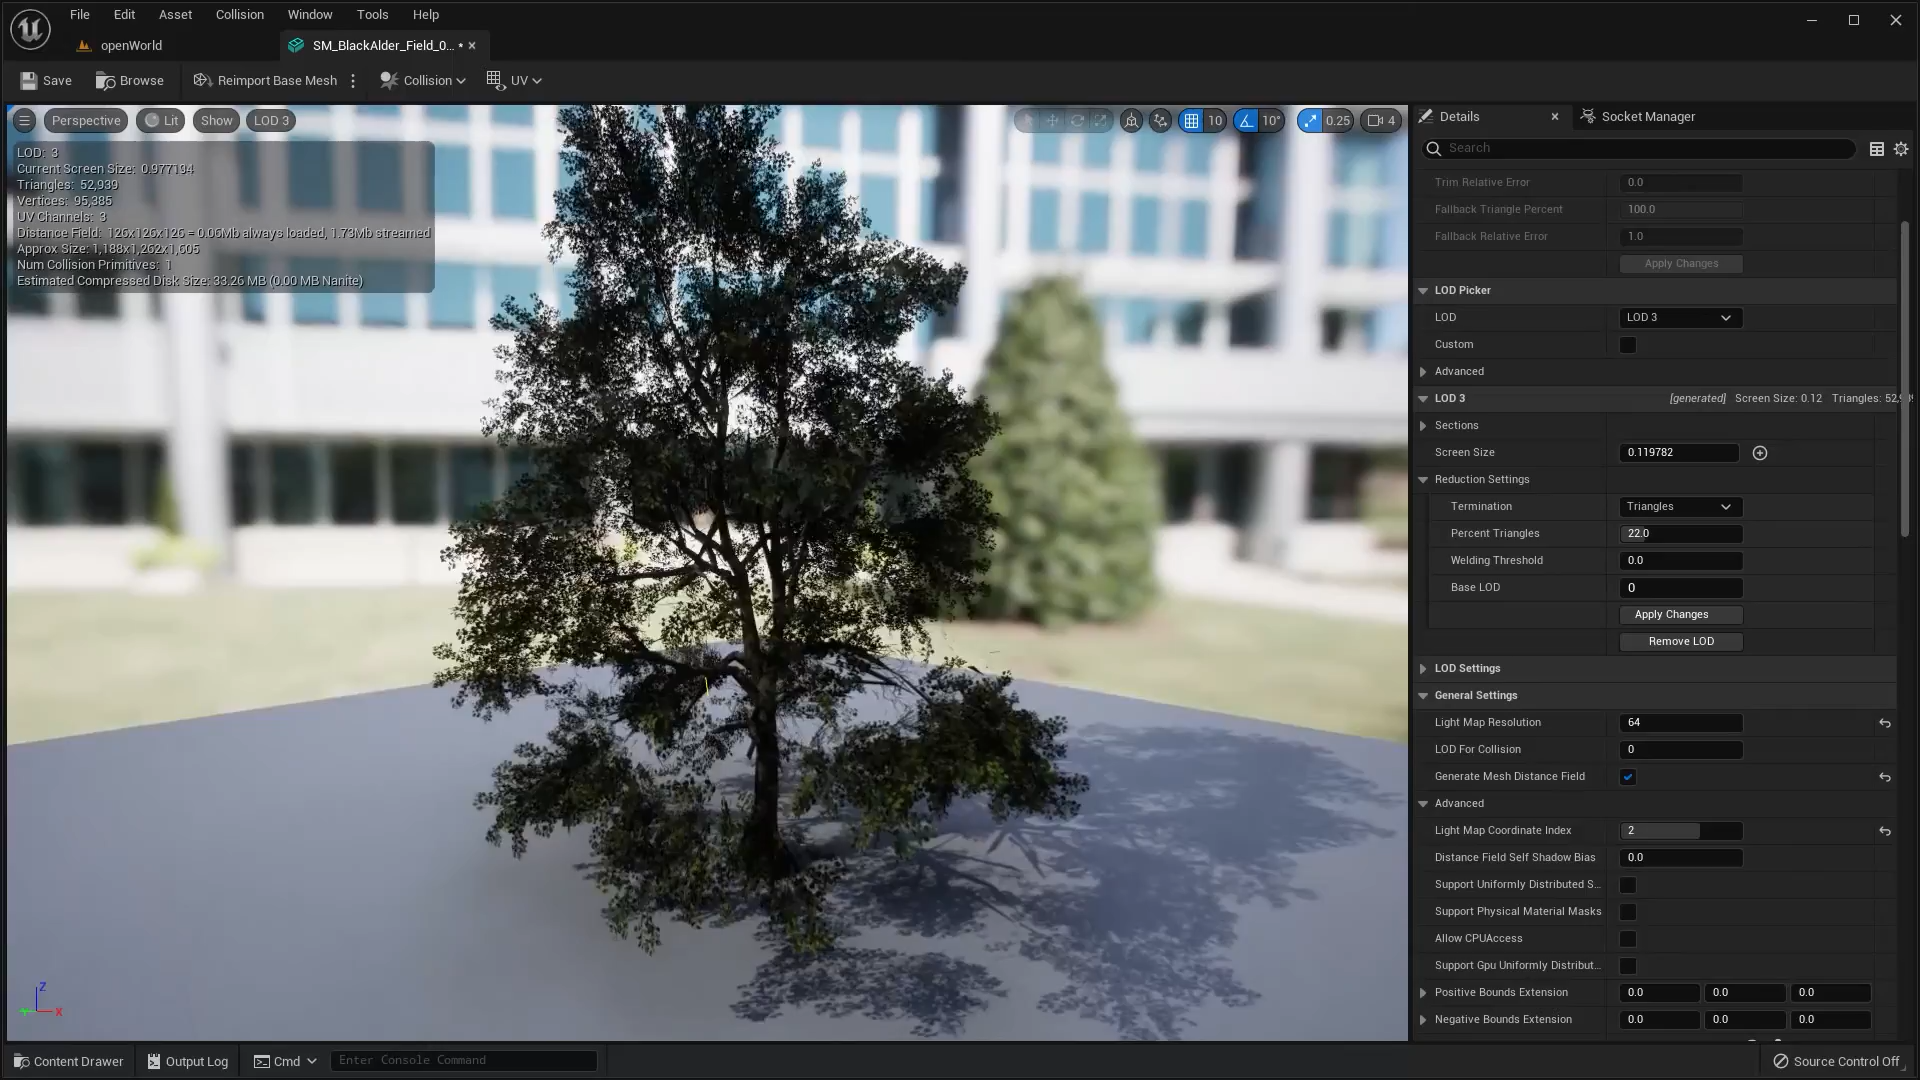 File Edit Asset Collision Window Tools Help
openWorld
SM_BlackAlder_Field_0... *
Save Browse Reimport Base Mesh Collision UV
Perspective Lit Show LOD 3
10 10° 0.25 4
LOD: 3
Current Screen Size: 0.977134
Triangles: 52,939
Vertices: 95,385
UV Channels: 3
Distance Field: 126x126x126 = 0.06Mb always loaded, 1.73Mb streamed
Approx Size: 1,188x1,262x1,605
Num Collision Primitives: 1
Estimated Compressed Disk Size: 33.26 MB (0.00 MB Nanite)
Z
X
Details Socket Manager
Search
Trim Relative Error 0.0
Fallback Triangle Percent 100.0
Fallback Relative Error 1.0
Apply Changes
LOD Picker
LOD LOD 3
Custom
Advanced
LOD 3 [generated] Screen Size: 0.12 Triangles:
Sections
Screen Size 0.119782
Reduction Settings
Termination Triangles
Percent Triangles 22.0
Welding Threshold 0.0
Base LOD 0
Apply Changes
Remove LOD
LOD Settings
General Settings
Light Map Resolution 64
LOD For Collision 0
Generate Mesh Distance Field
Advanced
Light Map Coordinate Index 2
Distance Field Self Shadow Bias 0.0
Support Uniformly Distributed S...
Support Physical Material Masks
Allow CPUAccess
Support Gpu Uniformly Distribut...
Positive Bounds Extension 0.0 0.0 0.0
Negative Bounds Extension 0.0 0.0 0.0
Content Drawer Output Log Cmd Enter Console Command Source Control Off